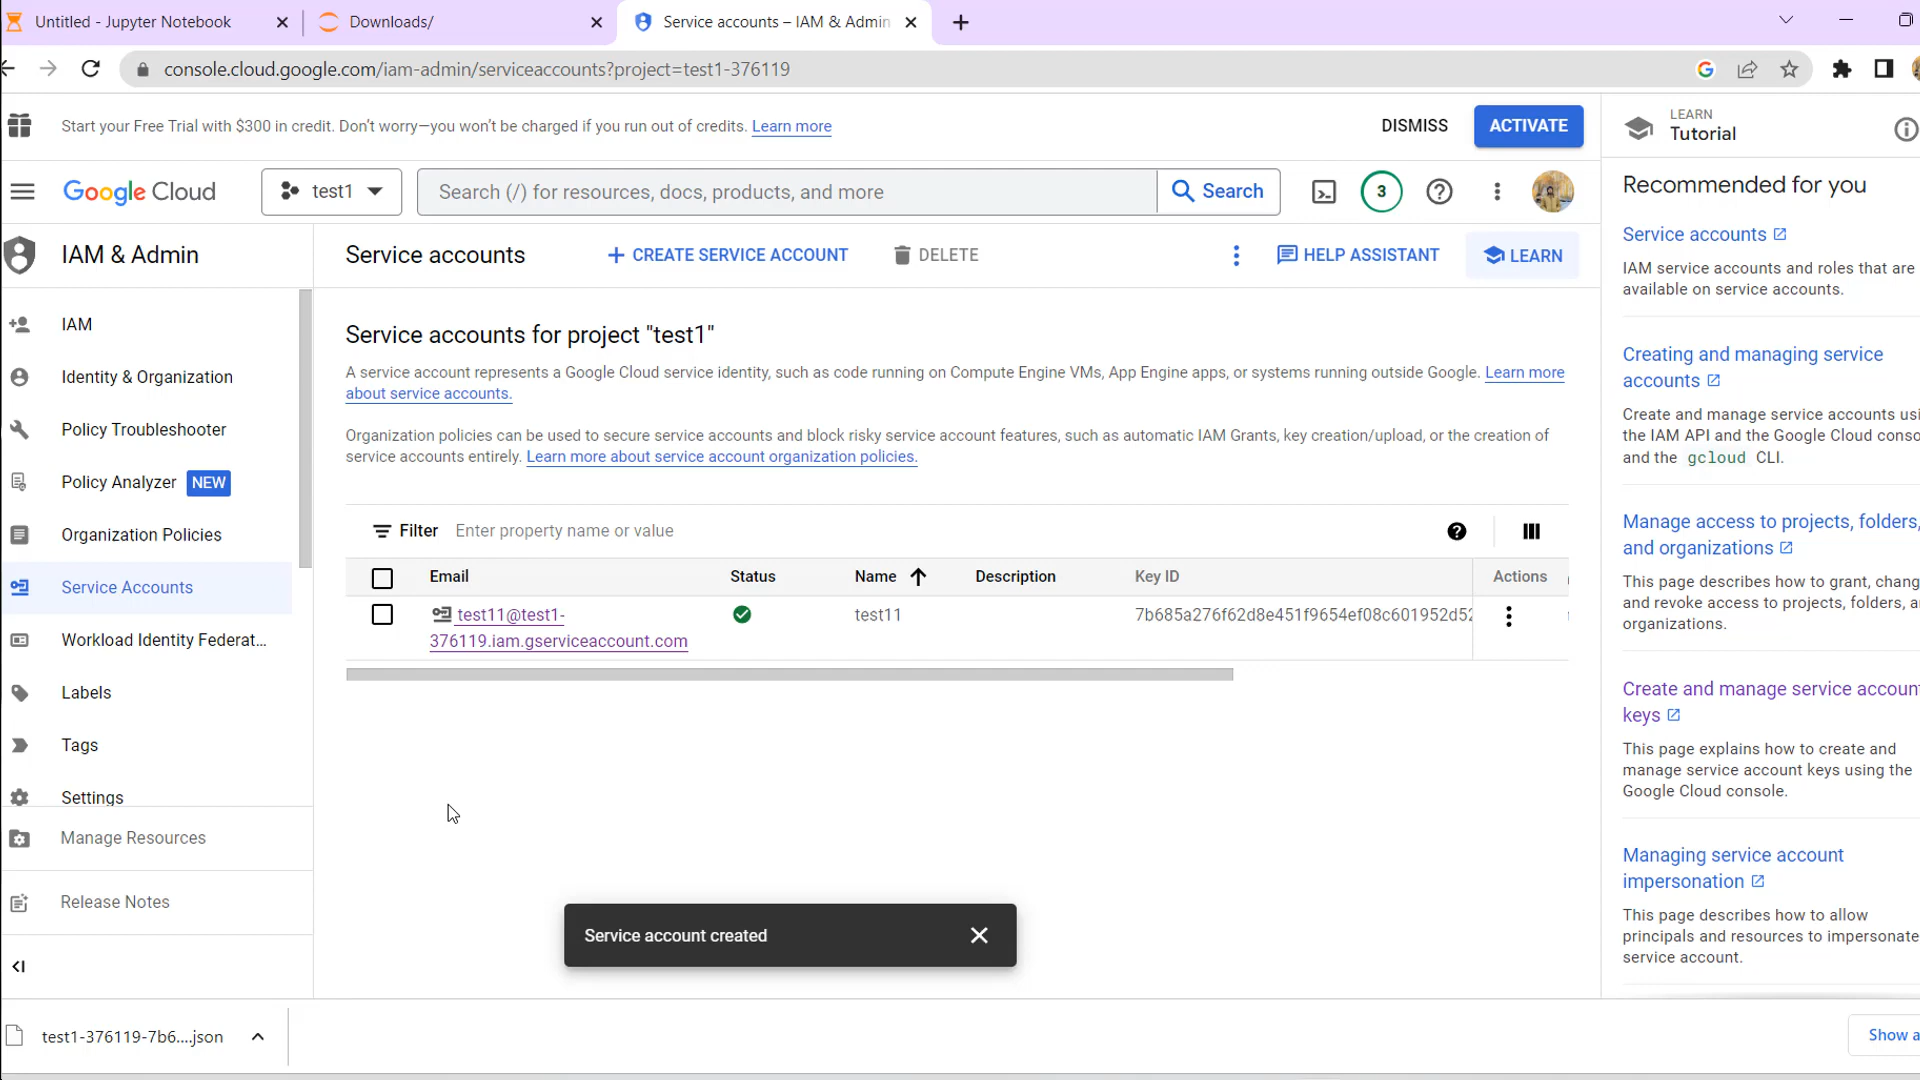 Untitled - Jupyter Notebook
Downloads/
Service accounts – IAM & Admin
console.cloud.google.com/iam-admin/serviceaccounts?project=test1-376119
Start your Free Trial with $300 in credit. Don't worry—you won't be charged if you run out of credits. Learn more
DISMISS
ACTIVATE
LEARN
Tutorial
Google Cloud
test1
Search (/) for resources, docs, products, and more
Search
3
Recommended for you
IAM & Admin
Service accounts
CREATE SERVICE ACCOUNT
DELETE
HELP ASSISTANT
LEARN
IAM
Identity & Organization
Policy Troubleshooter
Policy Analyzer NEW
Organization Policies
Service Accounts
Workload Identity Federat...
Labels
Tags
Settings
Manage Resources
Release Notes
Service accounts for project "test1"
A service account represents a Google Cloud service identity, such as code running on Compute Engine VMs, App Engine apps, or systems running outside Google. Learn more
about service accounts.
Organization policies can be used to secure service accounts and block risky service account features, such as automatic IAM Grants, key creation/upload, or the creation of
service accounts entirely. Learn more about service account organization policies.
Filter Enter property name or value
Email Status Name Description Key ID Actions
test11@test1-
376119.iam.gserviceaccount.com
test11
7b685a276f62d8e451f9654ef08c601952d52
Service account created
Service accounts
IAM service accounts and roles that are
available on service accounts.
Creating and managing service
accounts
Create and manage service accounts usi
the IAM API and the Google Cloud conso
and the gcloud CLI.
Manage access to projects, folders,
and organizations
This page describes how to grant, chang
and revoke access to projects, folders, a
organizations.
Create and manage service account
keys
This page explains how to create and
manage service account keys using the
Google Cloud console.
Managing service account
impersonation
This page describes how to allow
principals and resources to impersonate
service account.
test1-376119-7b6....json
Show a